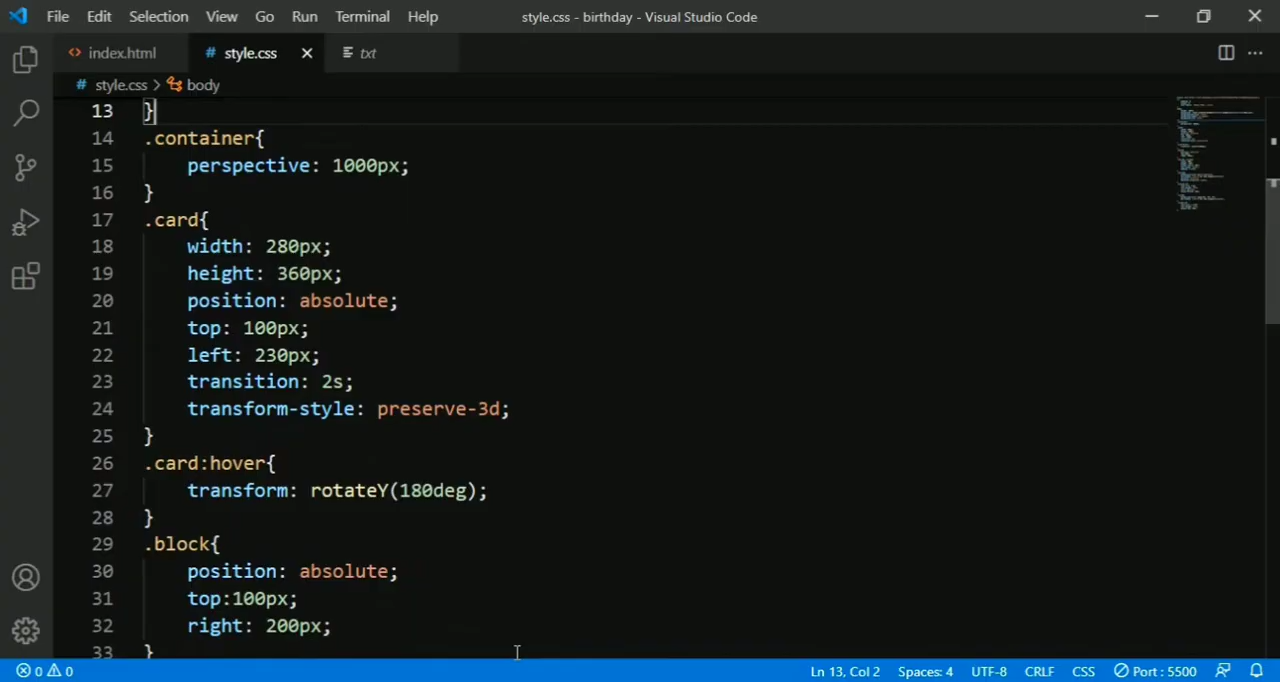 File Edit Selection View Go Run Terminal Help style.css - birthday - Visual Studio Code
index.html style.css txt
style.css body
13 }
14 .container{
15 perspective: 1000px;
16 }
17 .card{
18 width: 280px;
19 height: 360px;
20 position: absolute;
21 top: 100px;
22 left: 230px;
23 transition: 2s;
24 transform-style: preserve-3d;
25 }
26 .card:hover{
27 transform: rotateY(180deg);
28 }
29 .block{
30 position: absolute;
31 top:100px;
32 right: 200px;
33 }
0 0 Ln 13, Col 2 Spaces: 4 UTF-8 CRLF CSS Port : 5500